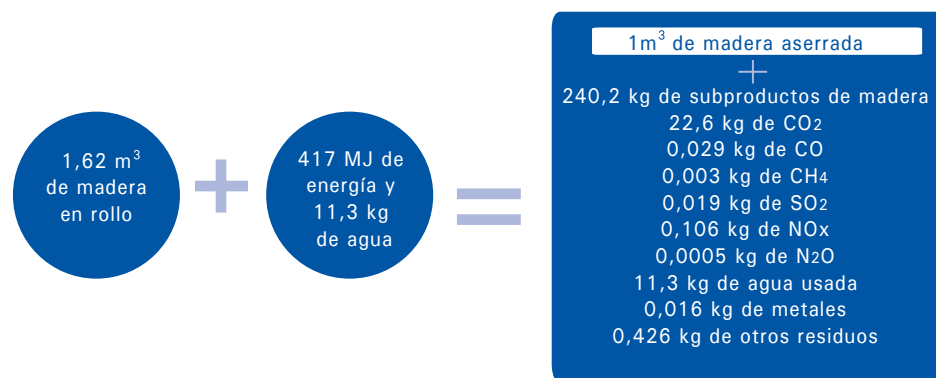 1,62 m³
de madera
en rollo
+
417 MJ de
energía y
11,3 kg
de agua
=
1m³ de madera aserrada
+
240,2 kg de subproductos de madera
22,6 kg de CO2
0,029 kg de CO
0,003 kg de CH4
0,019 kg de SO2
0,106 kg de NOx
0,0005 kg de N2O
11,3 kg de agua usada
0,016 kg de metales
0,426 kg de otros residuos